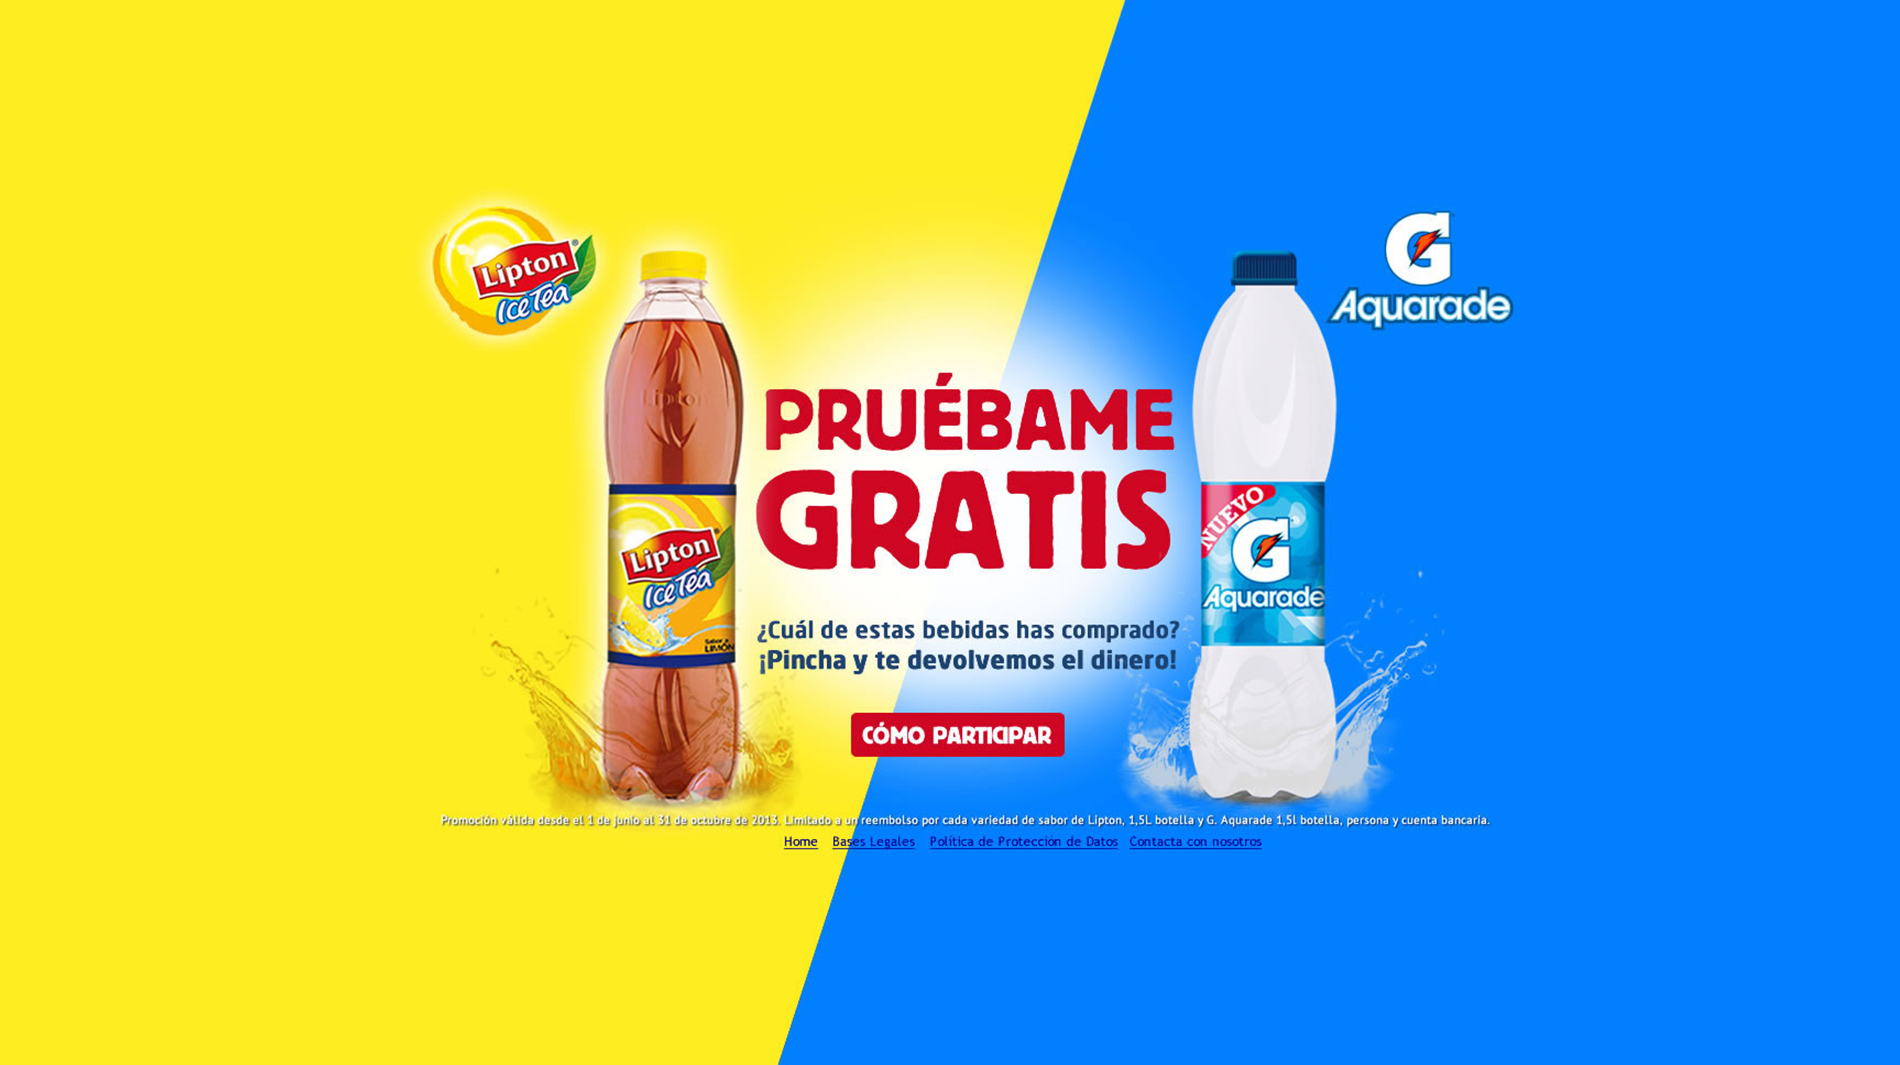 Lipton
Ice Tea
G
Aquarade
Lipton
PRUÉBAME
GRATIS
Lipton
Ice Tea
Sabor a
LIMÓN
NUEVO
G
Aquarade
¿Cuál de estas bebidas has comprado?
¡Pincha y te devolvemos el dinero!
CÓMO PARTICIPAR
Promoción válida desde el 1 de junio al 31 de octubre de 2013. Limitado a un reembolso por cada variedad de sabor de Lipton, 1,5L botella y G. Aquarade 1,5l botella, persona y cuenta bancaria.
Home Bases Legales Política de Protección de Datos Contacta con nosotros